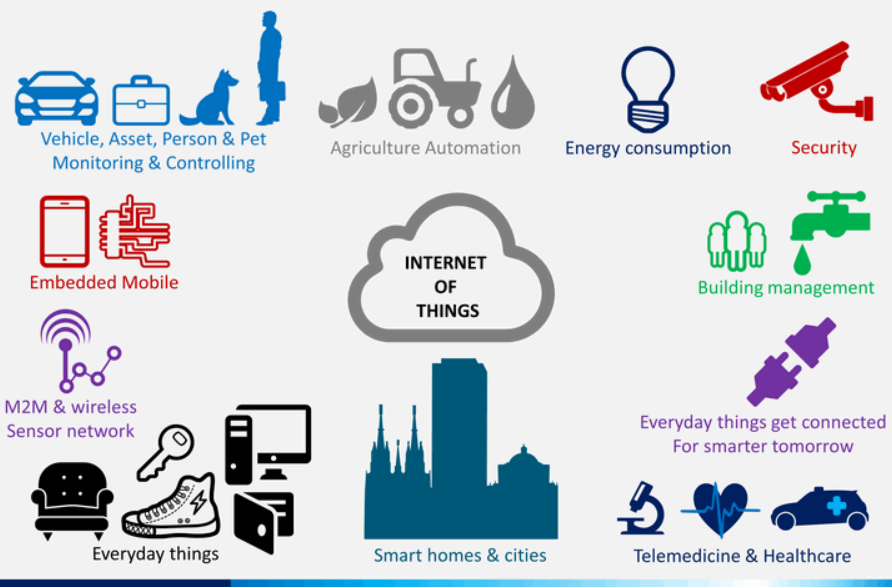 Vehicle, Asset, Person & Pet
Monitoring & Controlling
Agriculture Automation
Energy consumption
Security
Embedded Mobile
INTERNET
OF
THINGS
Building management
M2M & wireless
Sensor network
Everyday things get connected
For smarter tomorrow
Everyday things
Smart homes & cities
Telemedicine & Healthcare